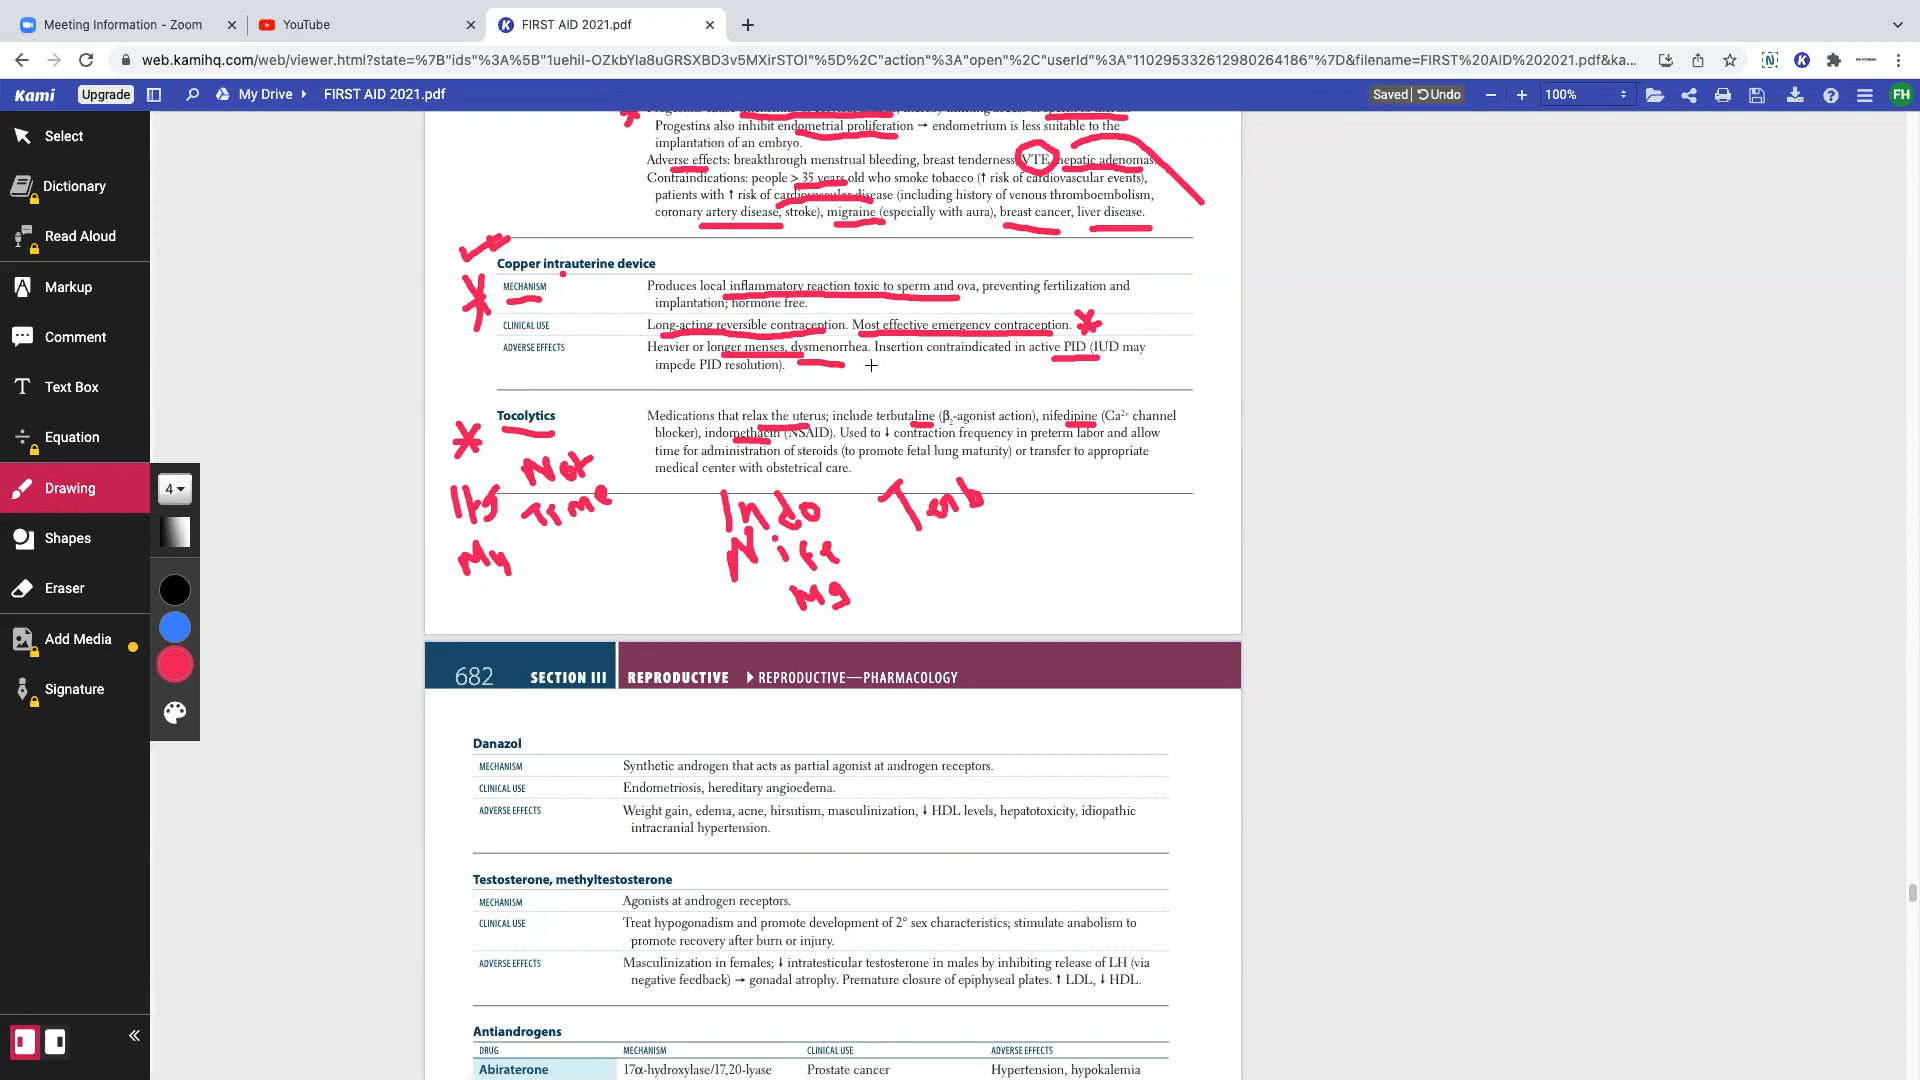 Meeting Information - Zoom
YouTube
FIRST AID 2021.pdf
web.kamihq.com/web/viewer.html?state=%7B"ids"%3A%5B"1uehiI-OZkbYla8uGRSXBD3v5MXirSTOl"%5D%2C"action"%3A"open"%2C"userId"%3A"110295332612980264186"%7D&filename=FIRST%20AID%202021.pdf&ka...
Kami
Upgrade
My Drive
FIRST AID 2021.pdf
Saved
Undo
100%
FH
Select
Dictionary
Read Aloud
Markup
Comment
Text Box
Equation
Drawing
Shapes
Eraser
Add Media
Signature
4
Progestins also inhibit endometrial proliferation → endometrium is less suitable to the
implantation of an embryo.
Adverse effects: breakthrough menstrual bleeding, breast tenderness, VTE, hepatic adenomas.
Contraindications: people > 35 years old who smoke tobacco (↑ risk of cardiovascular events),
patients with ↑ risk of cardiovascular disease (including history of venous thromboembolism,
coronary artery disease, stroke), migraine (especially with aura), breast cancer, liver disease.
Copper intrauterine device
MECHANISM Produces local inflammatory reaction toxic to sperm and ova, preventing fertilization and
implantation; hormone free.
CLINICAL USE Long-acting reversible contraception. Most effective emergency contraception.
ADVERSE EFFECTS Heavier or longer menses, dysmenorrhea. Insertion contraindicated in active PID (IUD may
impede PID resolution).
Tocolytics Medications that relax the uterus; include terbutaline (β2-agonist action), nifedipine (Ca²⁺ channel
blocker), indomethacin (NSAID). Used to ↓ contraction frequency in preterm labor and allow
time for administration of steroids (to promote fetal lung maturity) or transfer to appropriate
medical center with obstetrical care.
Not
Its Time
My
Indo Terb
Nife
Mg
682 SECTION III REPRODUCTIVE ▶ REPRODUCTIVE—PHARMACOLOGY
Danazol
MECHANISM Synthetic androgen that acts as partial agonist at androgen receptors.
CLINICAL USE Endometriosis, hereditary angioedema.
ADVERSE EFFECTS Weight gain, edema, acne, hirsutism, masculinization, ↓ HDL levels, hepatotoxicity, idiopathic
intracranial hypertension.
Testosterone, methyltestosterone
MECHANISM Agonists at androgen receptors.
CLINICAL USE Treat hypogonadism and promote development of 2° sex characteristics; stimulate anabolism to
promote recovery after burn or injury.
ADVERSE EFFECTS Masculinization in females; ↓ intratesticular testosterone in males by inhibiting release of LH (via
negative feedback) → gonadal atrophy. Premature closure of epiphyseal plates. ↑ LDL, ↓ HDL.
Antiandrogens
DRUG MECHANISM CLINICAL USE ADVERSE EFFECTS
Abiraterone 17α-hydroxylase/17,20-lyase Prostate cancer Hypertension, hypokalemia